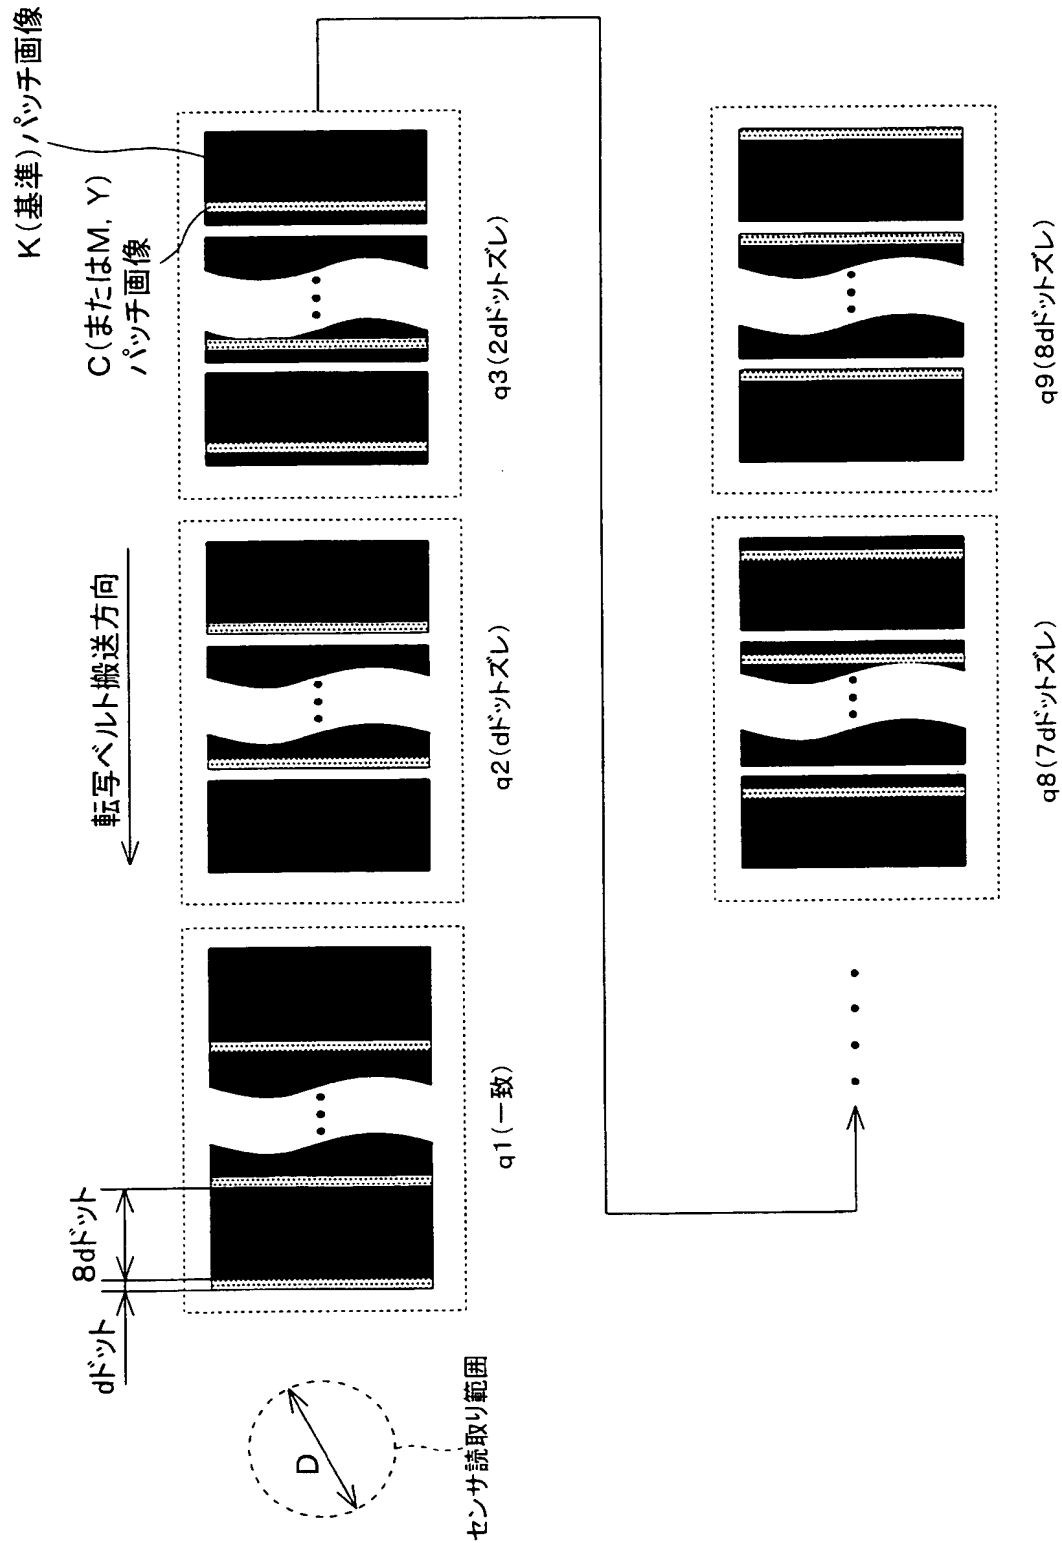 K(基準)パッチ画像
C(またはM, Y)
パッチ画像
転写ベルト搬送方向
8dドット
dドット
D
センサ読取り範囲
q1(一致)
q2(dドットズレ)
q3(2dドットズレ)
q8(7dドットズレ)
q9(8dドットズレ)